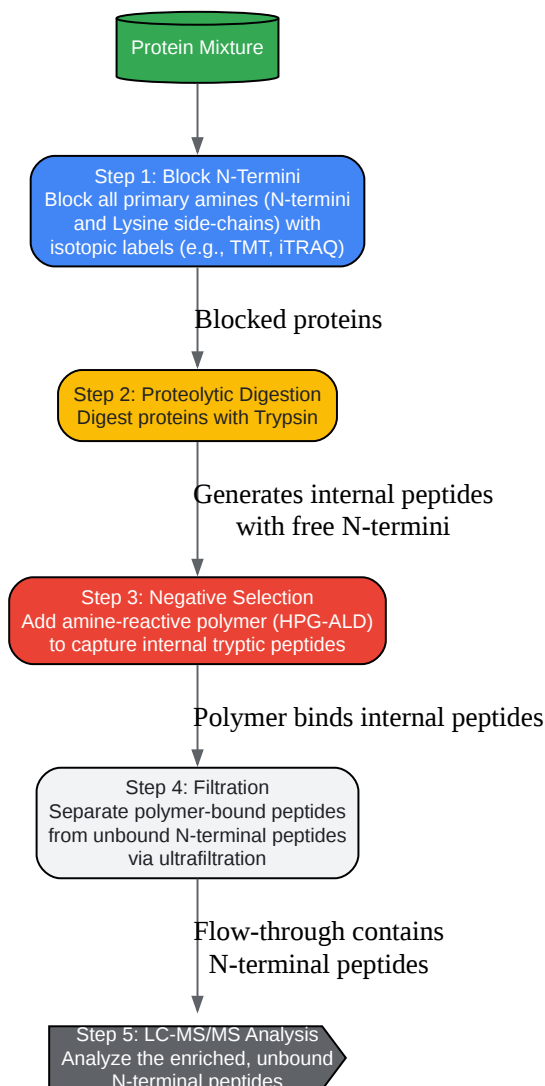 Protein Mixture
Step 1: Block N-Termini
Block all primary amines (N-termini
and Lysine side-chains) with
isotopic labels (e.g., TMT, iTRAQ)
Blocked proteins
Step 2: Proteolytic Digestion
Digest proteins with Trypsin
Generates internal peptides
with free N-termini
Step 3: Negative Selection
Add amine-reactive polymer (HPG-ALD)
to capture internal tryptic peptides
Polymer binds internal peptides
Step 4: Filtration
Separate polymer-bound peptides
from unbound N-terminal peptides
via ultrafiltration
Flow-through contains
N-terminal peptides
Step 5: LC-MS/MS Analysis
Analyze the enriched, unbound
N-terminal peptides